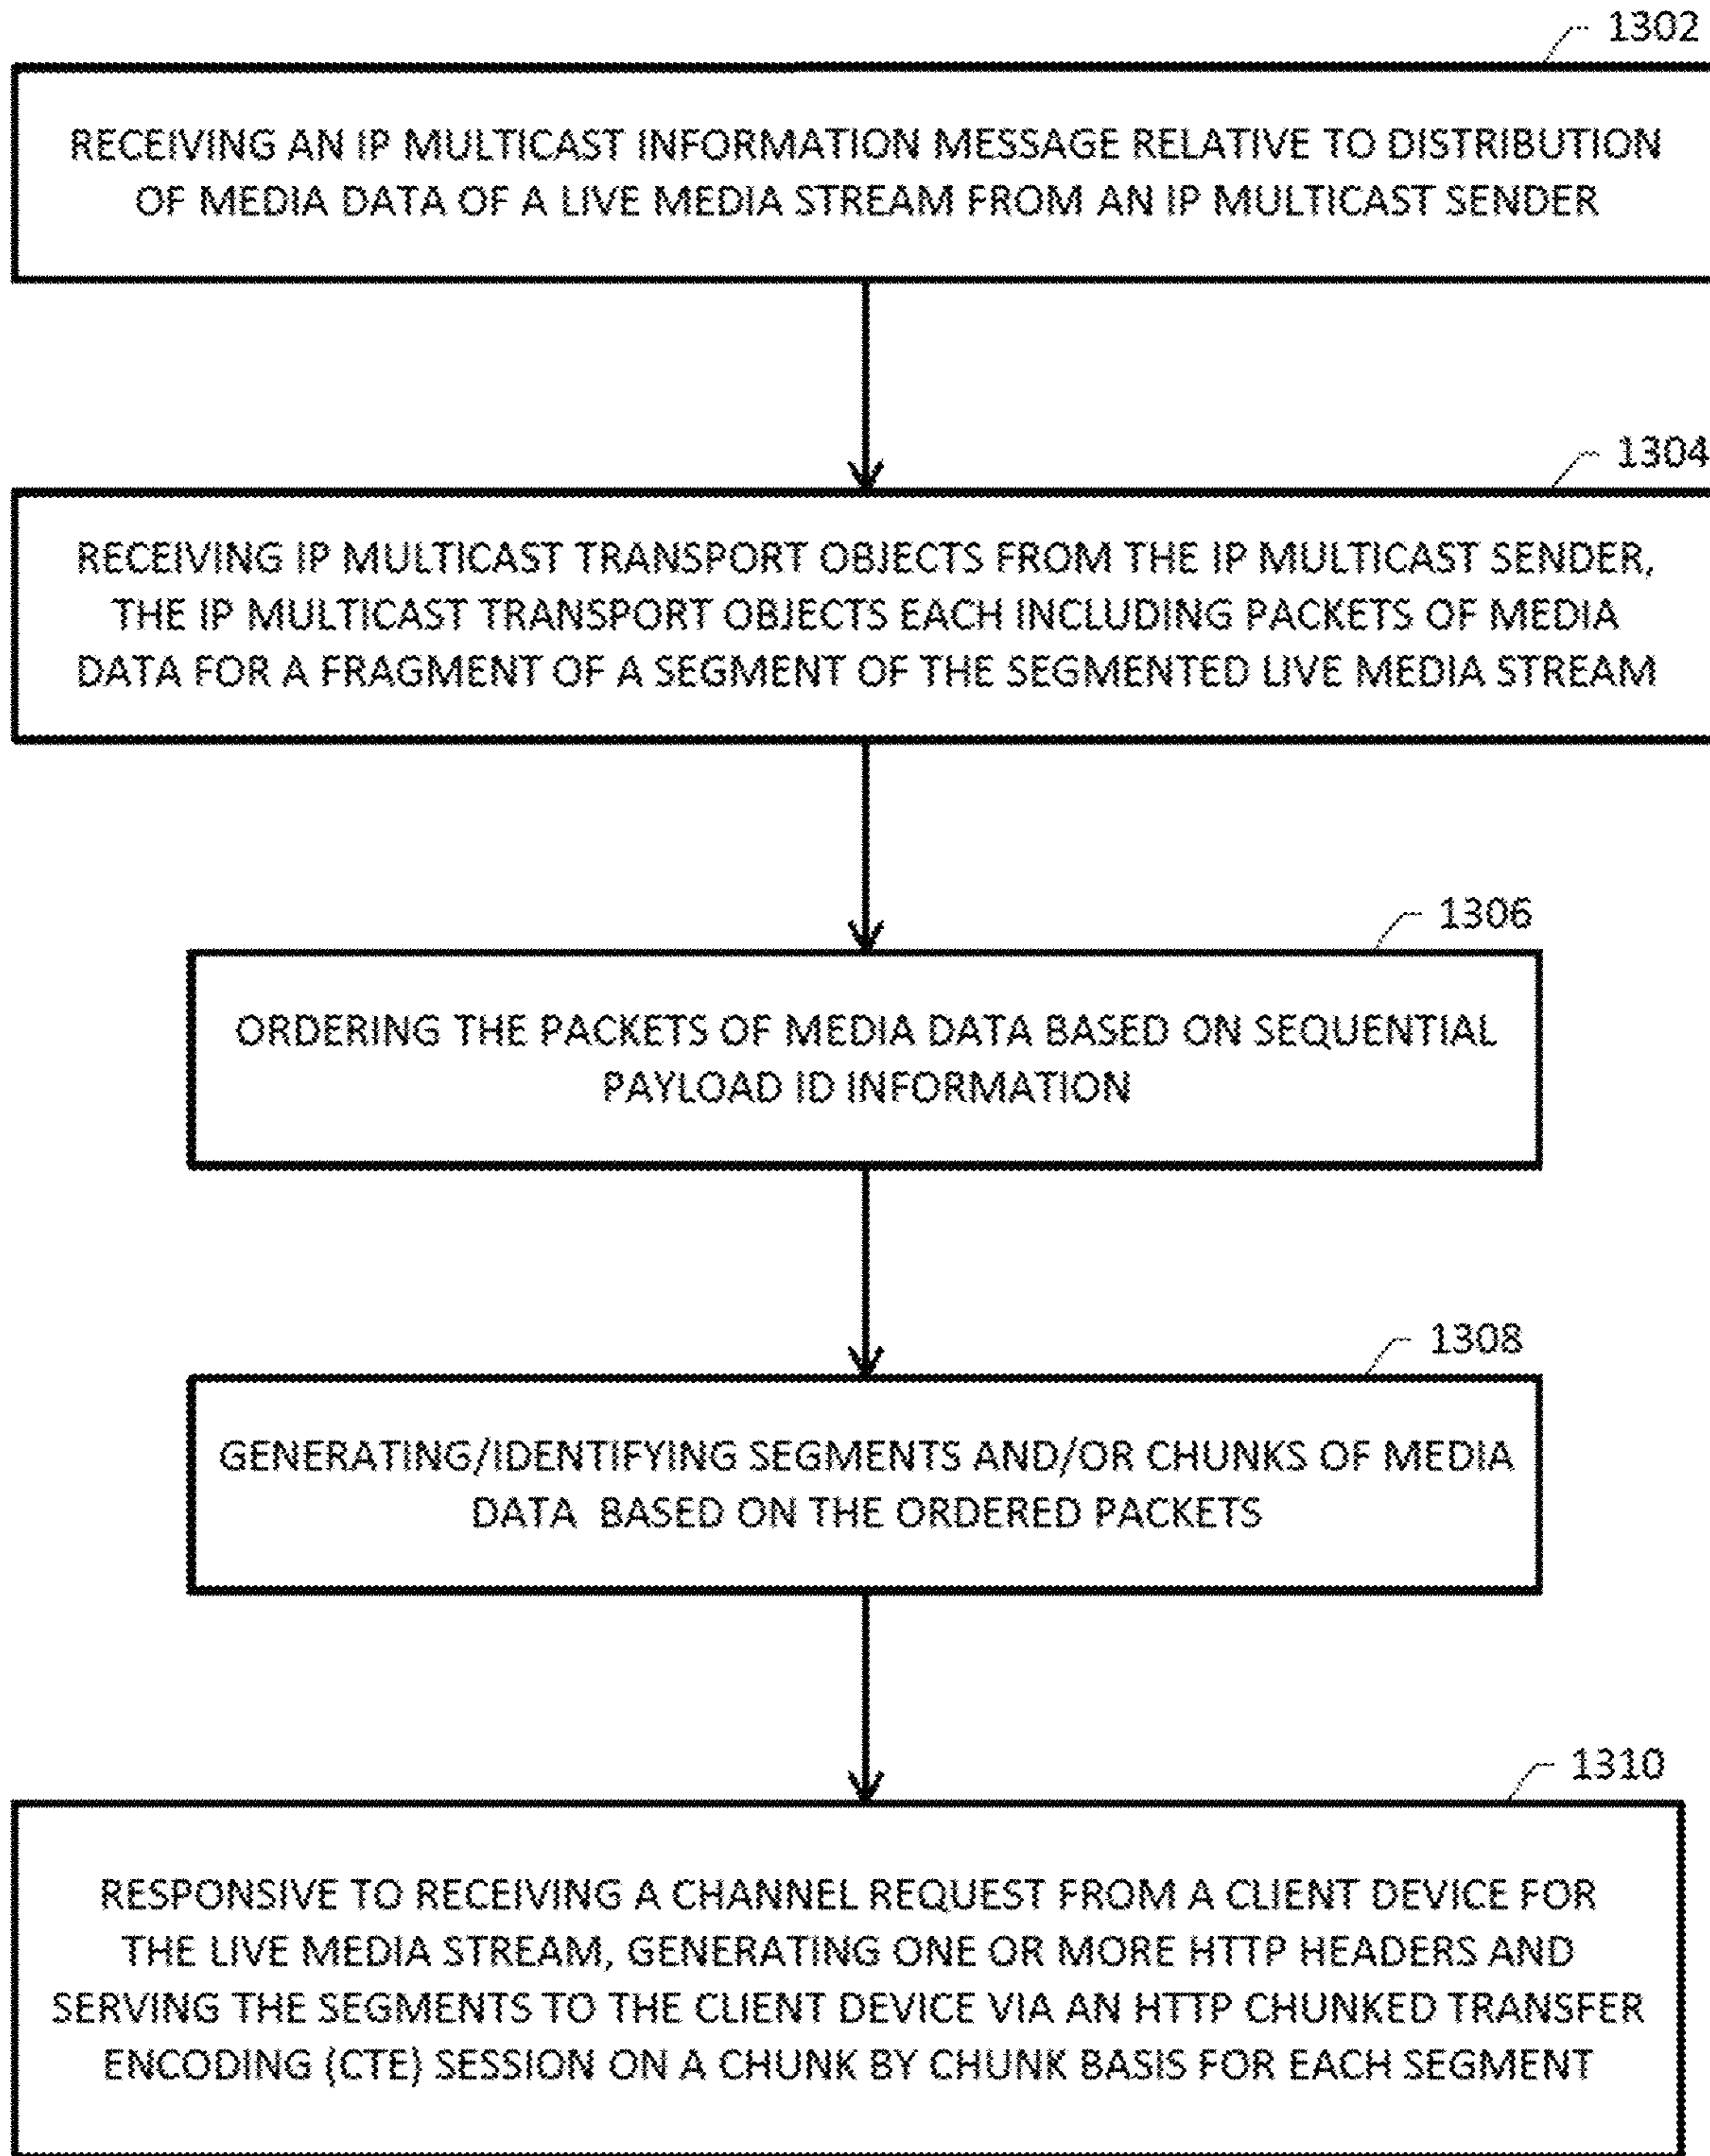 1302
RECEIVING AN IP MULTICAST INFORMATION MESSAGE RELATIVE TO DISTRIBUTION
OF MEDIA DATA OF A LIVE MEDIA STREAM FROM AN IP MULTICAST SENDER
1304
RECEIVING IP MULTICAST TRANSPORT OBJECTS FROM THE IP MULTICAST SENDER,
THE IP MULTICAST TRANSPORT OBJECTS EACH INCLUDING PACKETS OF MEDIA
DATA FOR A FRAGMENT OF A SEGMENT OF THE SEGMENTED LIVE MEDIA STREAM
1306
ORDERING THE PACKETS OF MEDIA DATA BASED ON SEQUENTIAL
PAYLOAD ID INFORMATION
1308
GENERATING/IDENTIFYING SEGMENTS AND/OR CHUNKS OF MEDIA
DATA BASED ON THE ORDERED PACKETS
1310
RESPONSIVE TO RECEIVING A CHANNEL REQUEST FROM A CLIENT DEVICE FOR
THE LIVE MEDIA STREAM, GENERATING ONE OR MORE HTTP HEADERS AND
SERVING THE SEGMENTS TO THE CLIENT DEVICE VIA AN HTTP CHUNKED TRANSFER
ENCODING (CTE) SESSION ON A CHUNK BY CHUNK BASIS FOR EACH SEGMENT